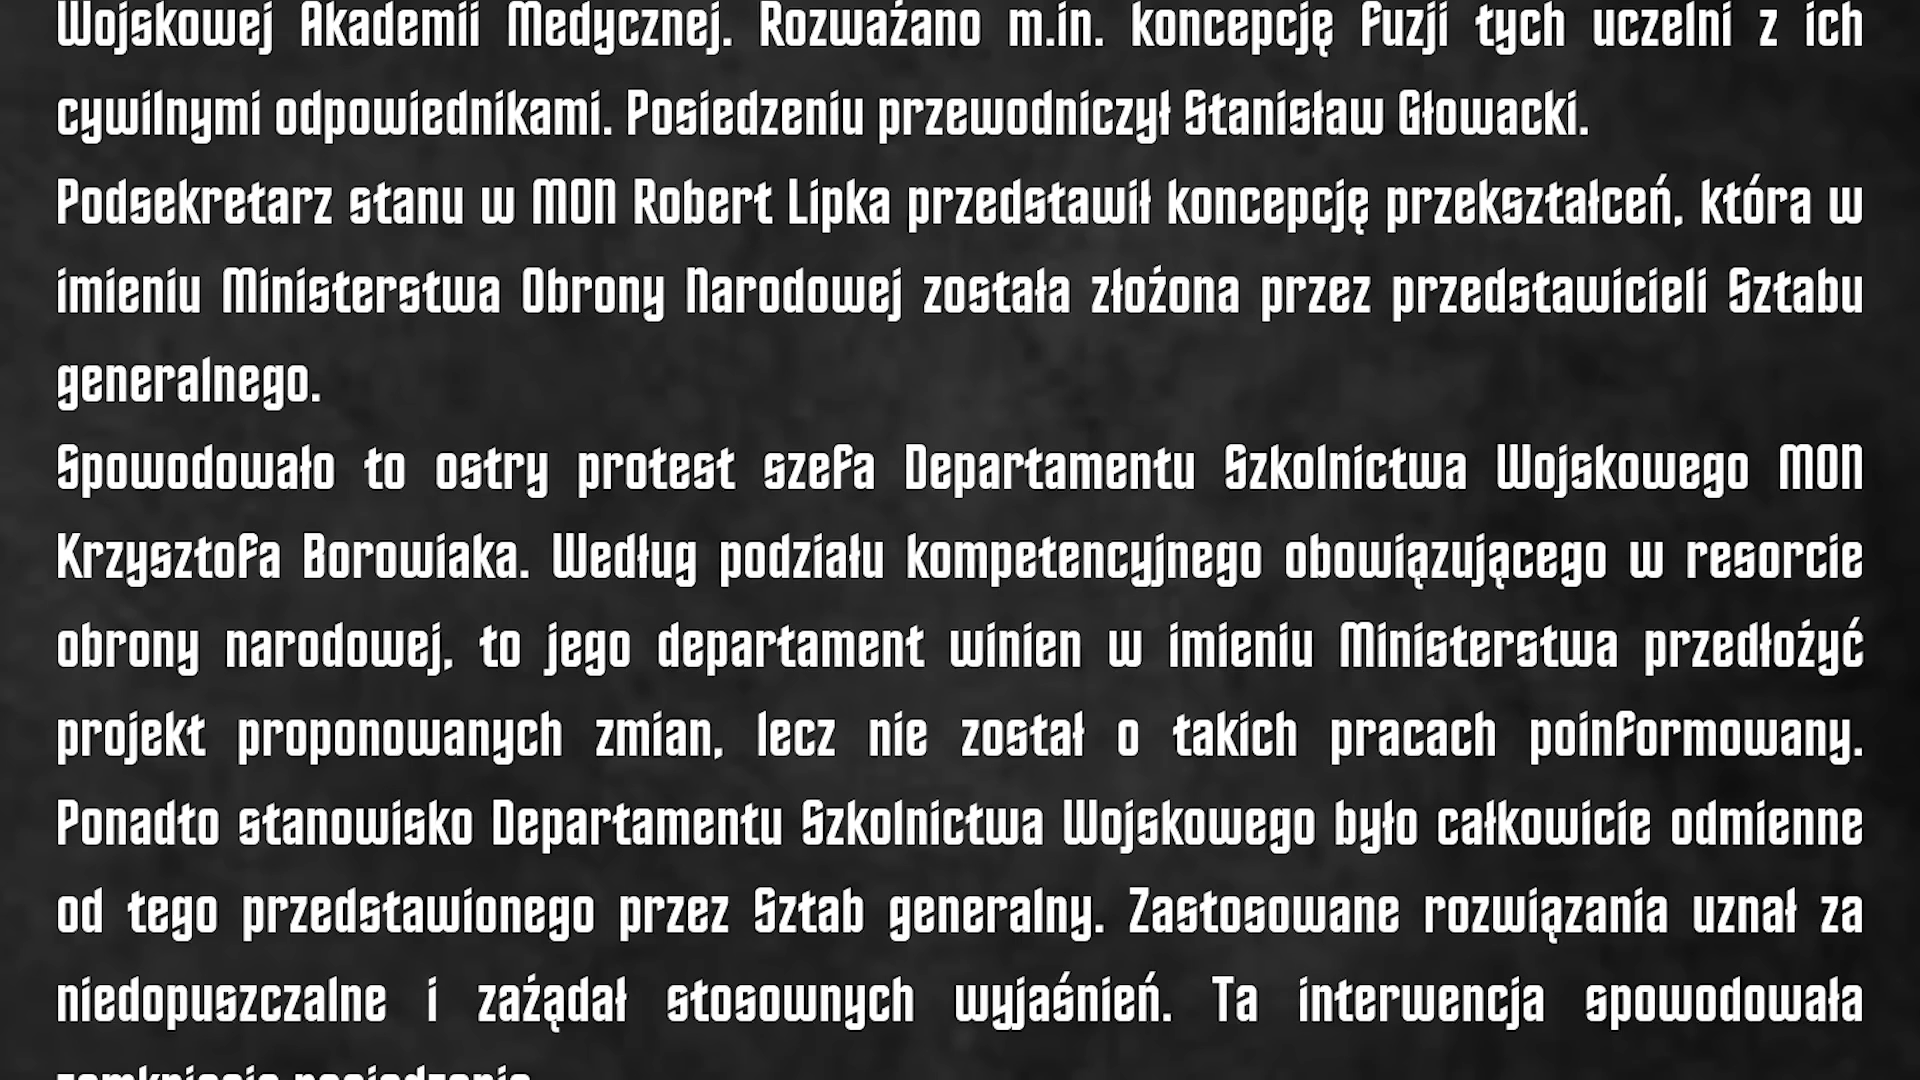 Wojskowej Akademii Medycznej. Rozważano m.in. koncepcję fuzji tych uczelni z ich
cywilnymi odpowiednikami. Posiedzeniu przewodniczył Stanisław Głowacki.
Podsekretarz stanu w MON Robert Lipka przedstawił koncepcję przekształceń, która w
imieniu Ministerstwa Obrony Narodowej została złożona przez przedstawicieli Sztabu
generalnego.
Spowodowało to ostry protest szefa Departamentu Szkolnictwa Wojskowego MON
Krzysztofa Borowiaka. Według podziału kompetencyjnego obowiązującego w resorcie
obrony narodowej, to jego departament winien w imieniu Ministerstwa przedłożyć
projekt proponowanych zmian, lecz nie został o takich pracach poinformowany.
Ponadto stanowisko Departamentu Szkolnictwa Wojskowego było całkowicie odmienne
od tego przedstawionego przez Sztab generalny. Zastosowane rozwiązania uznał za
niedopuszczalne i zażądał stosownych wyjaśnień. Ta interwencja spowodowała